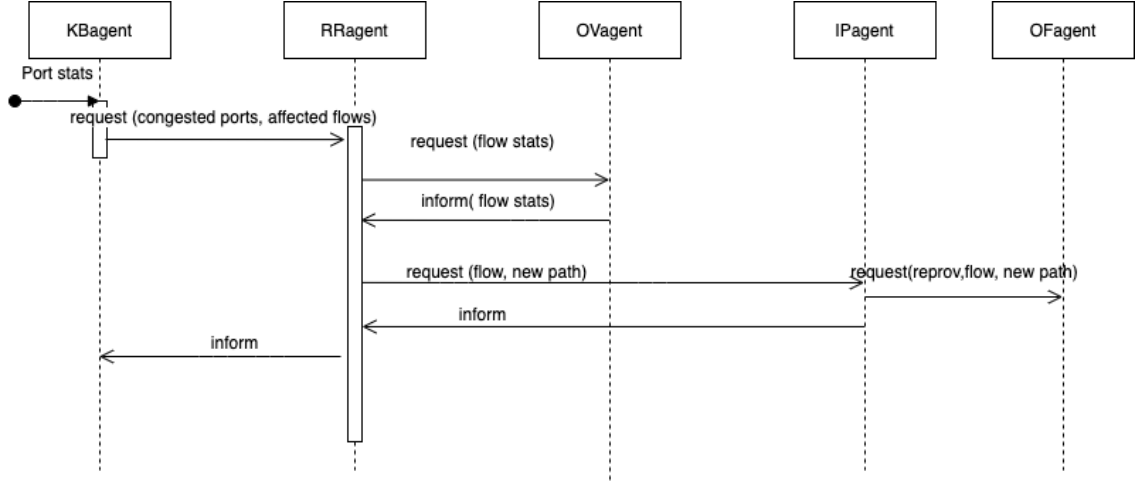 KBagent
RRagent
OVagent
IPagent
OFagent
Port stats
request (congested ports, affected flows)
request (flow stats)
inform( flow stats)
request (flow, new path)
request(reprov,flow, new path)
inform
inform